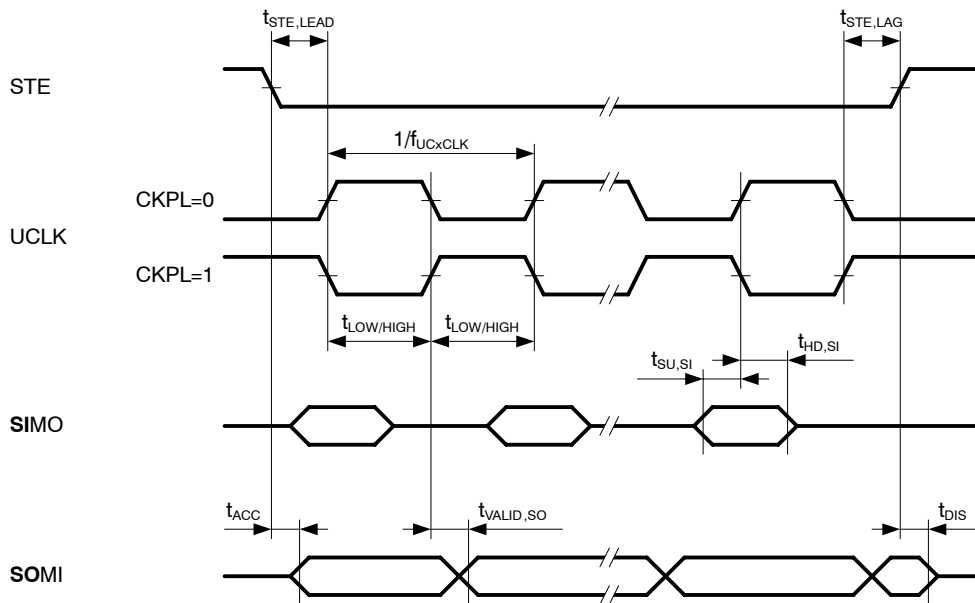 tSTE,LEAD
tSTE,LAG
STE
1/fUCxCLK
CKPL=0
UCLK
CKPL=1
tLOW/HIGH
tLOW/HIGH
tSU,SI
tHD,SI
SIMO
tACC
tVALID,SO
tDIS
SOMI